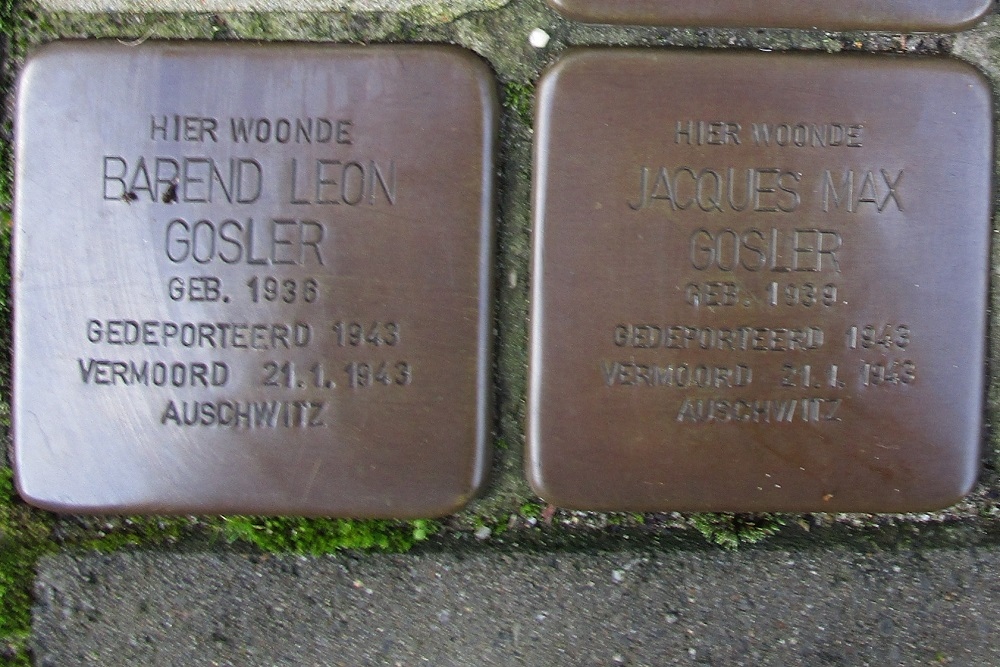 HIER WOONDE
BAREND LEON
GOSLER
GEB. 1936
GEDEPORTEERD 1943
VERMOORD 21.1.1943
AUSCHWITZ
HIER WOONDE
JACQUES MAX
GOSLER
GEB. 1939
GEDEPORTEERD 1943
VERMOORD 21.1.1943
AUSCHWITZ